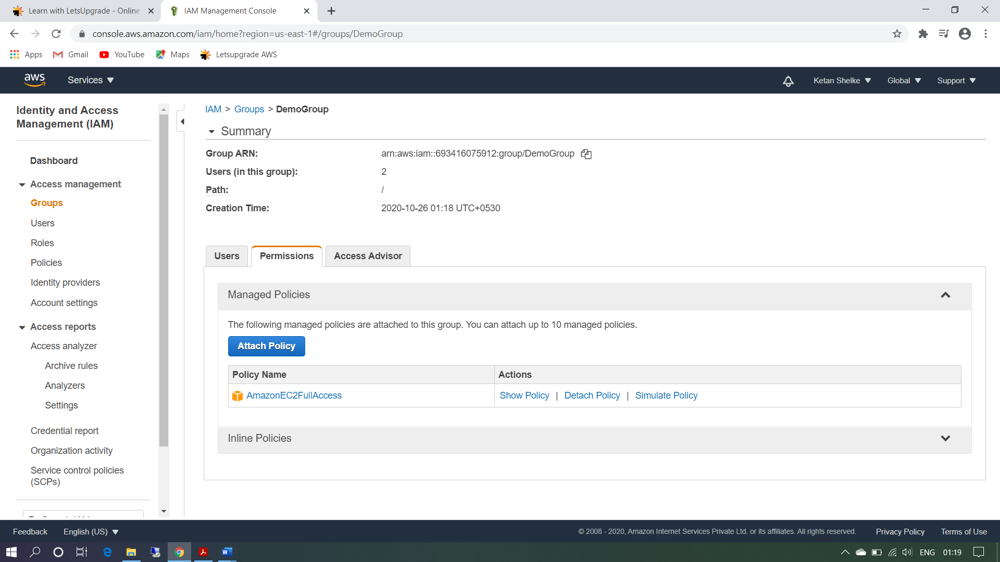 Learn with LetsUpgrade - Online
IAM Management Console
console.aws.amazon.com/iam/home?region=us-east-1#/groups/DemoGroup
Apps
Gmail
YouTube
Maps
Letsupgrade AWS
aws
Services
Ketan Shelke
Global
Support
Identity and Access
Management (IAM)
Dashboard
Access management
Groups
Users
Roles
Policies
Identity providers
Account settings
Access reports
Access analyzer
Archive rules
Analyzers
Settings
Credential report
Organization activity
Service control policies
(SCPs)
IAM > Groups > DemoGroup
Summary
Group ARN: arn:aws:iam::693416075912:group/DemoGroup
Users (in this group): 2
Path: /
Creation Time: 2020-10-26 01:18 UTC+0530
Users
Permissions
Access Advisor
Managed Policies
The following managed policies are attached to this group. You can attach up to 10 managed policies.
Attach Policy
Policy Name Actions
AmazonEC2FullAccess Show Policy | Detach Policy | Simulate Policy
Inline Policies
Feedback
English (US)
© 2008 - 2020, Amazon Internet Services Private Ltd. or its affiliates. All rights reserved.
Privacy Policy
Terms of Use
ENG
01:19